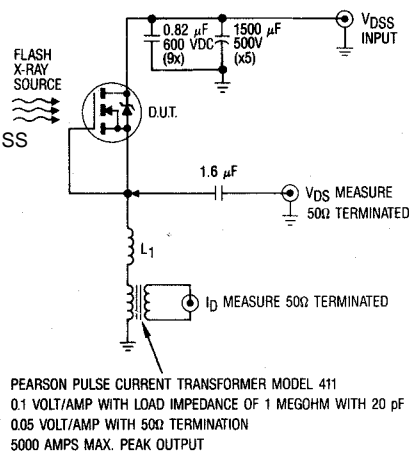 0.82 µF
600 VDC
(9x)
1500 µF
500V
(x5)
VDSS
INPUT
FLASH
X-RAY
SOURCE
D.U.T.
SS
1.6 µF
VDS MEASURE
50Ω TERMINATED
L1
ID MEASURE 50Ω TERMINATED
PEARSON PULSE CURRENT TRANSFORMER MODEL 411
0.1 VOLT/AMP WITH LOAD IMPEDANCE OF 1 MEGOHM WITH 20 pF
0.05 VOLT/AMP WITH 50Ω TERMINATION
5000 AMPS MAX. PEAK OUTPUT